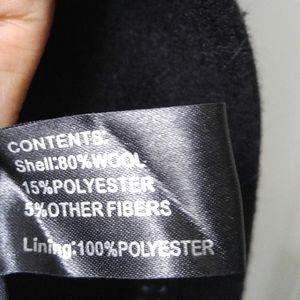 CONTENTS:
Shell:80%WOOL
15%POLYESTER
5%OTHER FIBERS
Lining:100%POLYESTER